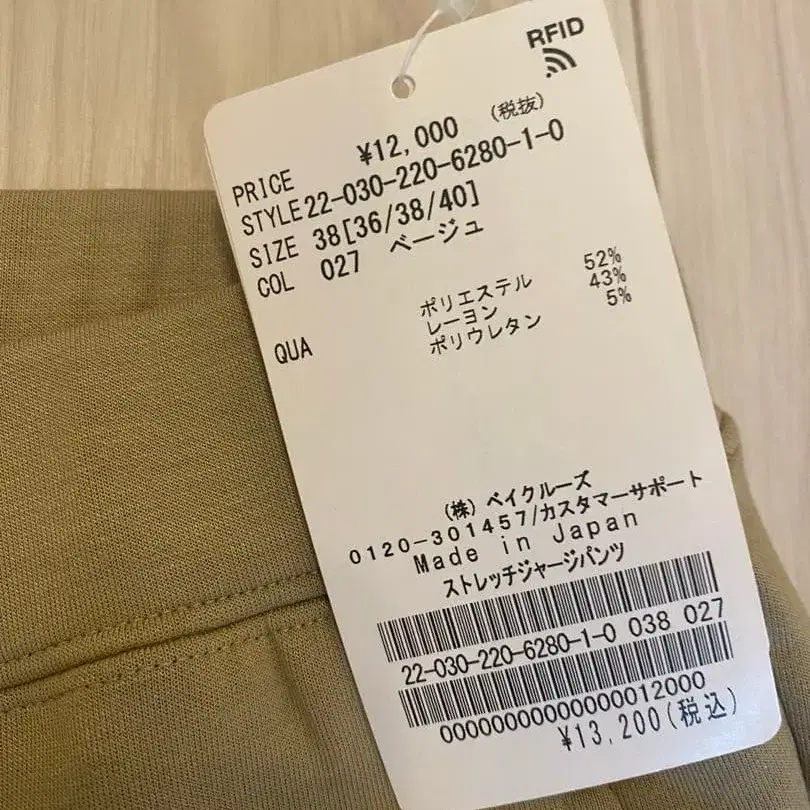 RFID
PRICE ¥12,000 (税抜)
STYLE 22-030-220-6280-1-0
SIZE 38[36/38/40]
COL 027 ベージュ
QUA ポリエステル 52%
レーヨン 43%
ポリウレタン 5%
(株) ベイクルーズ
0120-301457/カスタマーサポート
Made in Japan
ストレッチジャージパンツ
22-030-220-6280-1-0 038 027
00000000000000012000
¥13,200(税込)